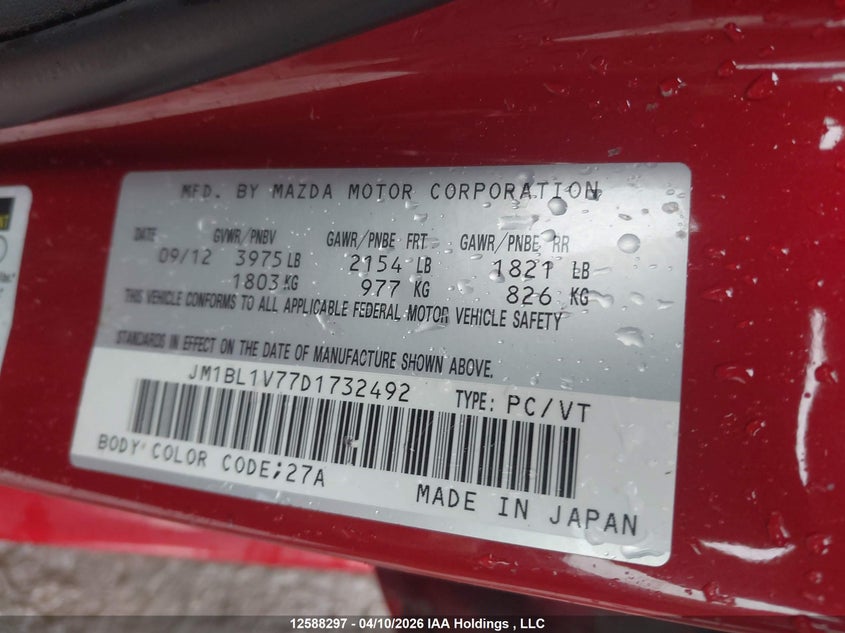 MFD. BY MAZDA MOTOR CORPORATION
DATE GVWR/PNBV GAWR/PNBE FRT GAWR/PNBE RR
09/12 3975 LB 2154 LB 1821 LB
1803 KG 977 KG 826 KG
THIS VEHICLE CONFORMS TO ALL APPLICABLE FEDERAL MOTOR VEHICLE SAFETY
STANDARDS IN EFFECT ON THE DATE OF MANUFACTURE SHOWN ABOVE.
JM1BL1V77D1732492 TYPE: PC/VT
BODY COLOR CODE;27A
MADE IN JAPAN
12588297 - 04/10/2026 IAA Holdings , LLC